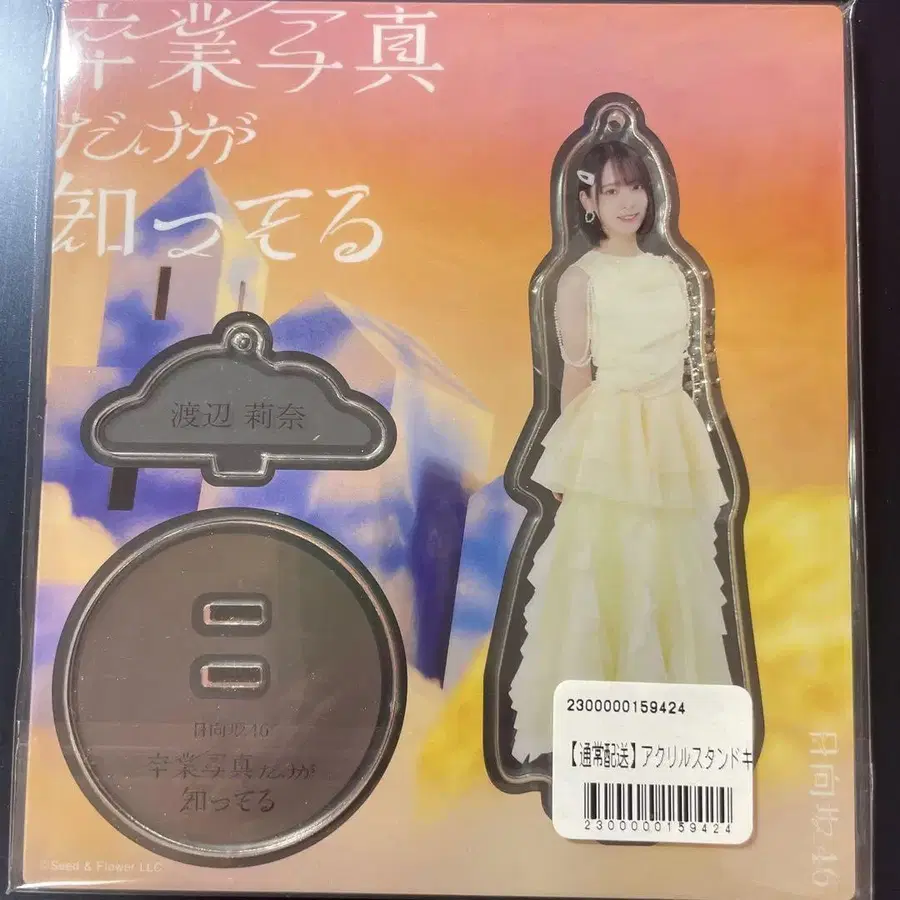 卒業写真
だけが
知ってる
渡辺 莉奈
日向坂46
卒業写真だけが
知ってる
2300000159424
【通常配送】アクリルスタンドキ
2300000159424
日向坂46
©Seed & Flower LLC